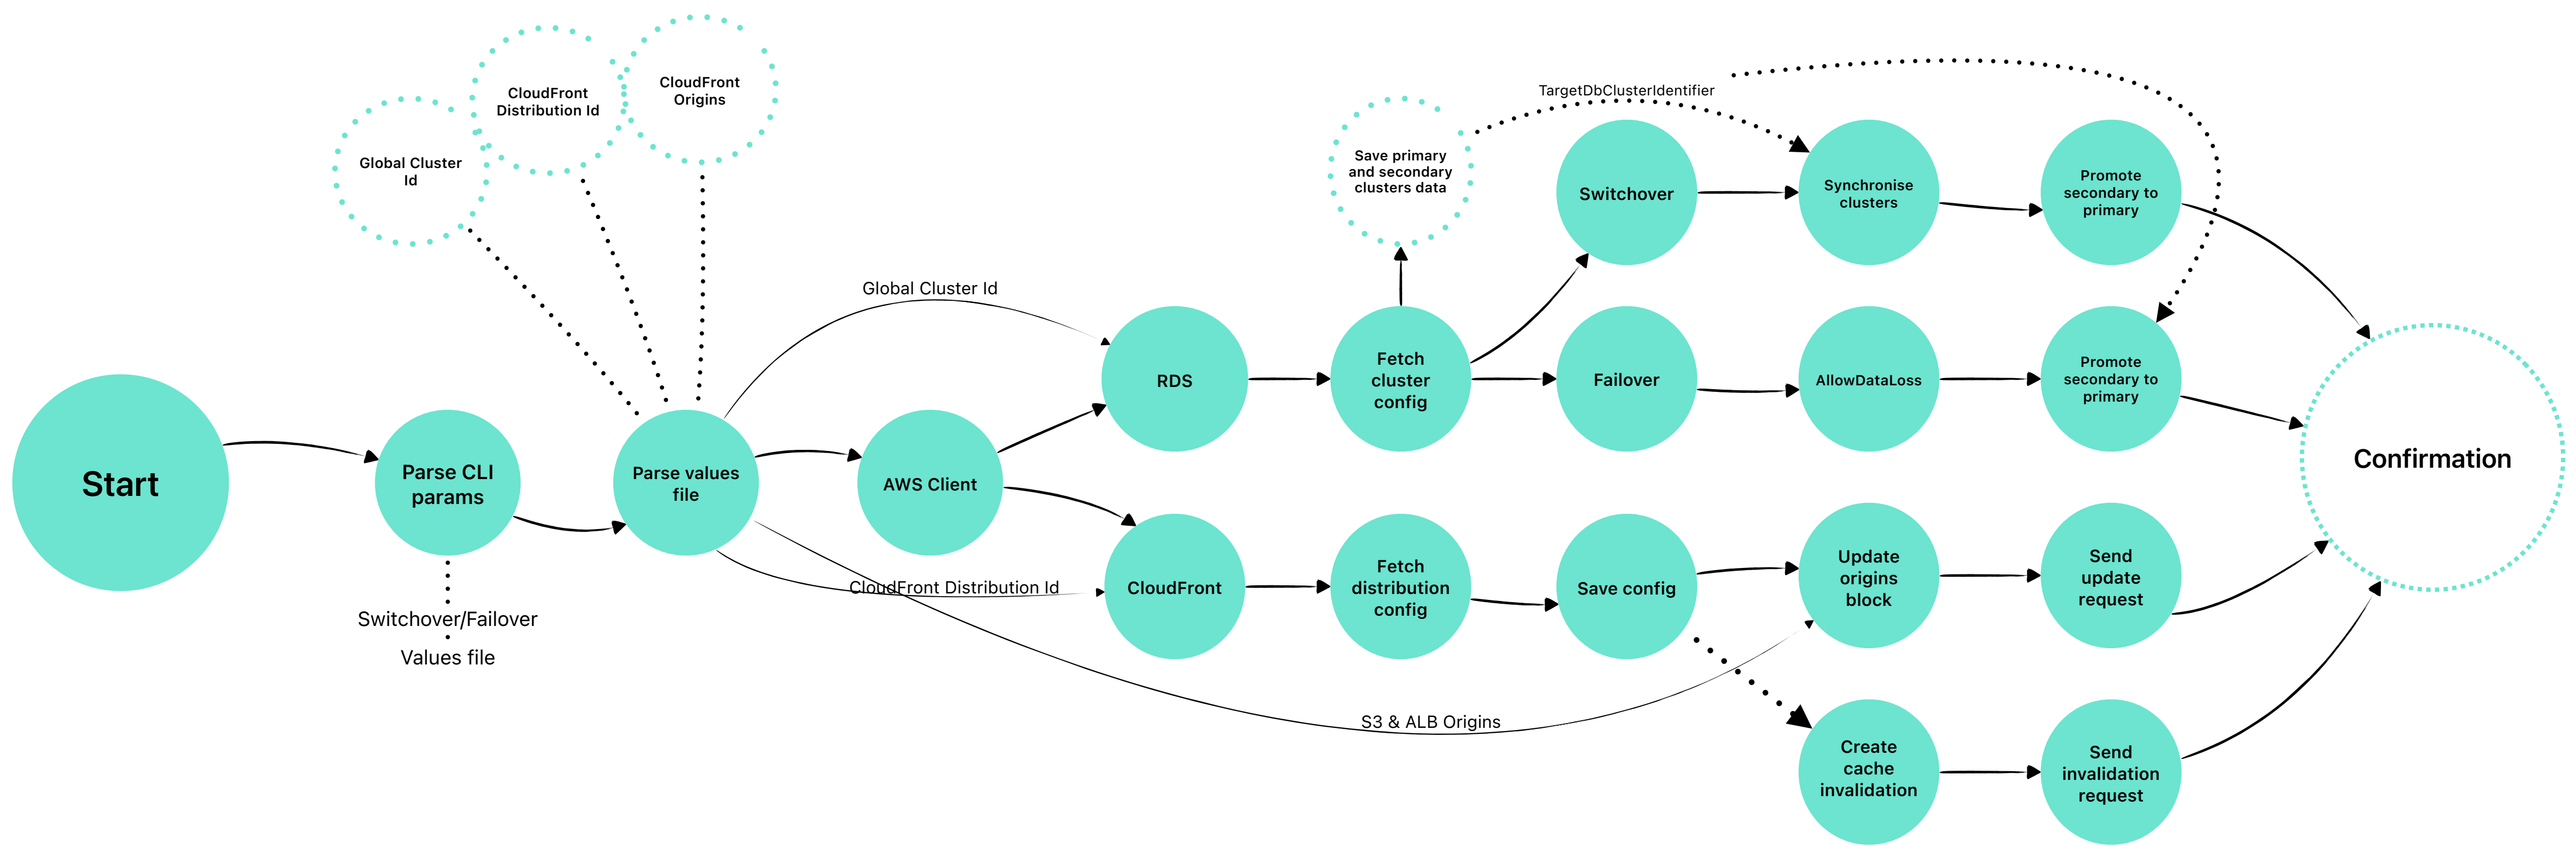 CloudFront
Distribution Id
CloudFront
Origins
Global Cluster
Id
TargetDbClusterIdentifier
Save primary
and secondary
clusters data
Switchover
Synchronise
clusters
Promote
secondary to
primary
Global Cluster Id
RDS
Fetch
cluster
config
Failover
AllowDataLoss
Promote
secondary to
primary
Start
Parse CLI
params
Parse values
file
AWS Client
Confirmation
Switchover/Failover
Values file
CloudFront Distribution Id
CloudFront
Fetch
distribution
config
Save config
Update
origins
block
Send
update
request
S3 & ALB Origins
Create
cache
invalidation
Send
invalidation
request